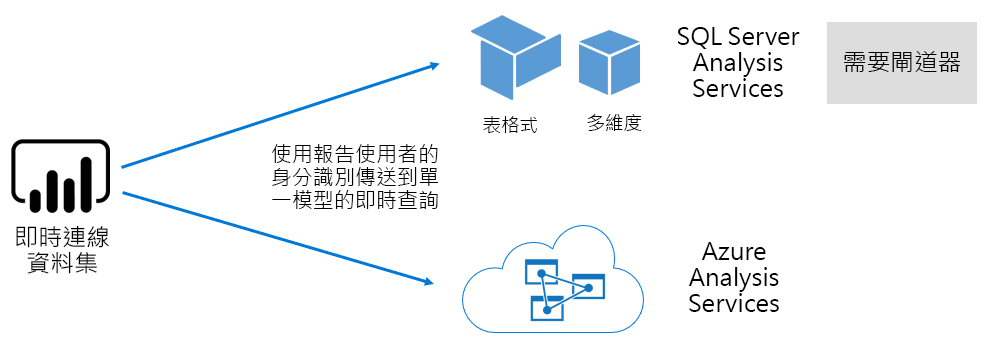 SQL Server
Analysis
Services
需要閘道器
表格式
多維度
使用報告使用者的
身分識別傳送到單
一模型的即時查詢
即時連線
資料集
Azure
Analysis
Services